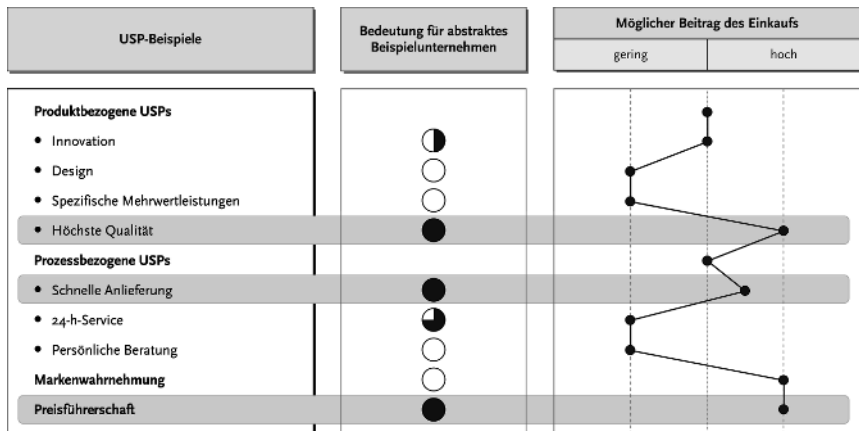 USP-Beispiele
Bedeutung für abstraktes
Beispielunternehmen
Möglicher Beitrag des Einkaufs
gering
hoch
Produktbezogene USPs
• Innovation
• Design
• Spezifische Mehrwertleistungen
• Höchste Qualität
Prozessbezogene USPs
• Schnelle Anlieferung
• 24-h-Service
• Persönliche Beratung
Markenwahrnehmung
Preisführerschaft